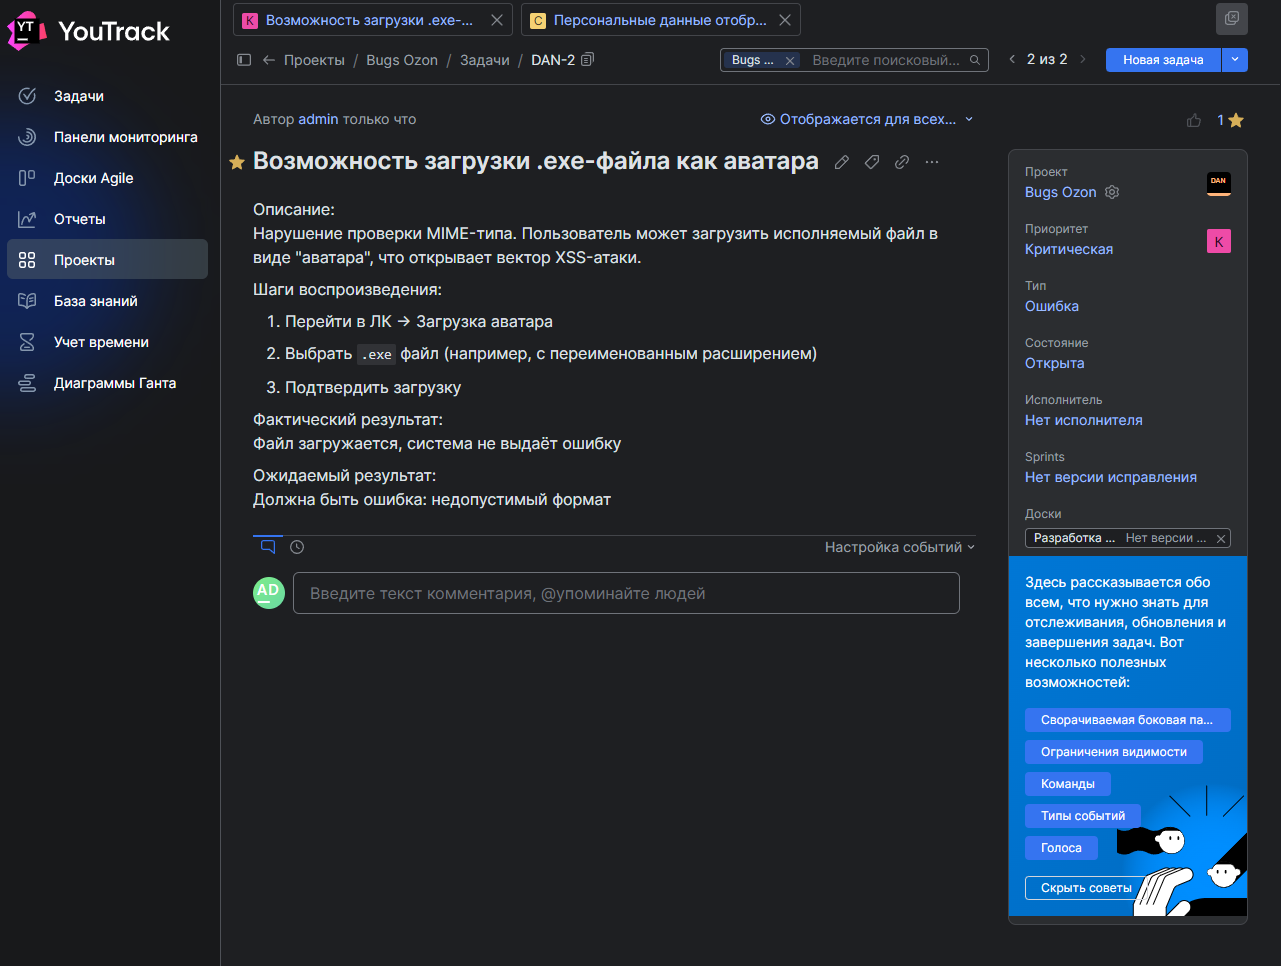 YT YouTrack
Задачи
Панели мониторинга
Доски Agile
Отчеты
Проекты
База знаний
Учет времени
Диаграммы Ганта
К Возможность загрузки .exe-...
С Персональные данные отобр...
Проекты / Bugs Ozon / Задачи / DAN-2
Bugs ... Введите поисковый...
2 из 2
Новая задача
Автор admin только что
Отображается для всех...
1
Возможность загрузки .exe-файла как аватара
Описание:
Нарушение проверки MIME-типа. Пользователь может загрузить исполняемый файл в
виде "аватара", что открывает вектор XSS-атаки.
Шаги воспроизведения:
1. Перейти в ЛК → Загрузка аватара
2. Выбрать .exe файл (например, с переименованным расширением)
3. Подтвердить загрузку
Фактический результат:
Файл загружается, система не выдаёт ошибку
Ожидаемый результат:
Должна быть ошибка: недопустимый формат
Настройка событий
AD
Введите текст комментария, @упоминайте людей
Проект
Bugs Ozon
DAN
Приоритет
Критическая
К
Тип
Ошибка
Состояние
Открыта
Исполнитель
Нет исполнителя
Sprints
Нет версии исправления
Доски
Разработка ... Нет версии ...
Здесь рассказывается обо
всем, что нужно знать для
отслеживания, обновления и
завершения задач. Вот
несколько полезных
возможностей:
Сворачиваемая боковая па...
Ограничения видимости
Команды
Типы событий
Голоса
Скрыть советы